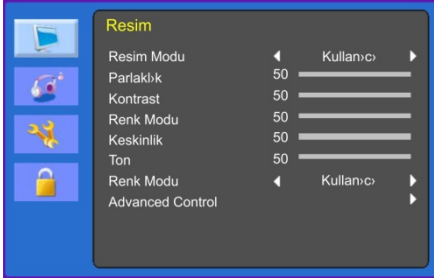 Resim
Resim Modu Kullan›c›
Parlakl›k 50
Kontrast 50
Renk Modu 50
Keskinlik 50
Ton 50
Renk Modu Kullan›c›
Advanced Control